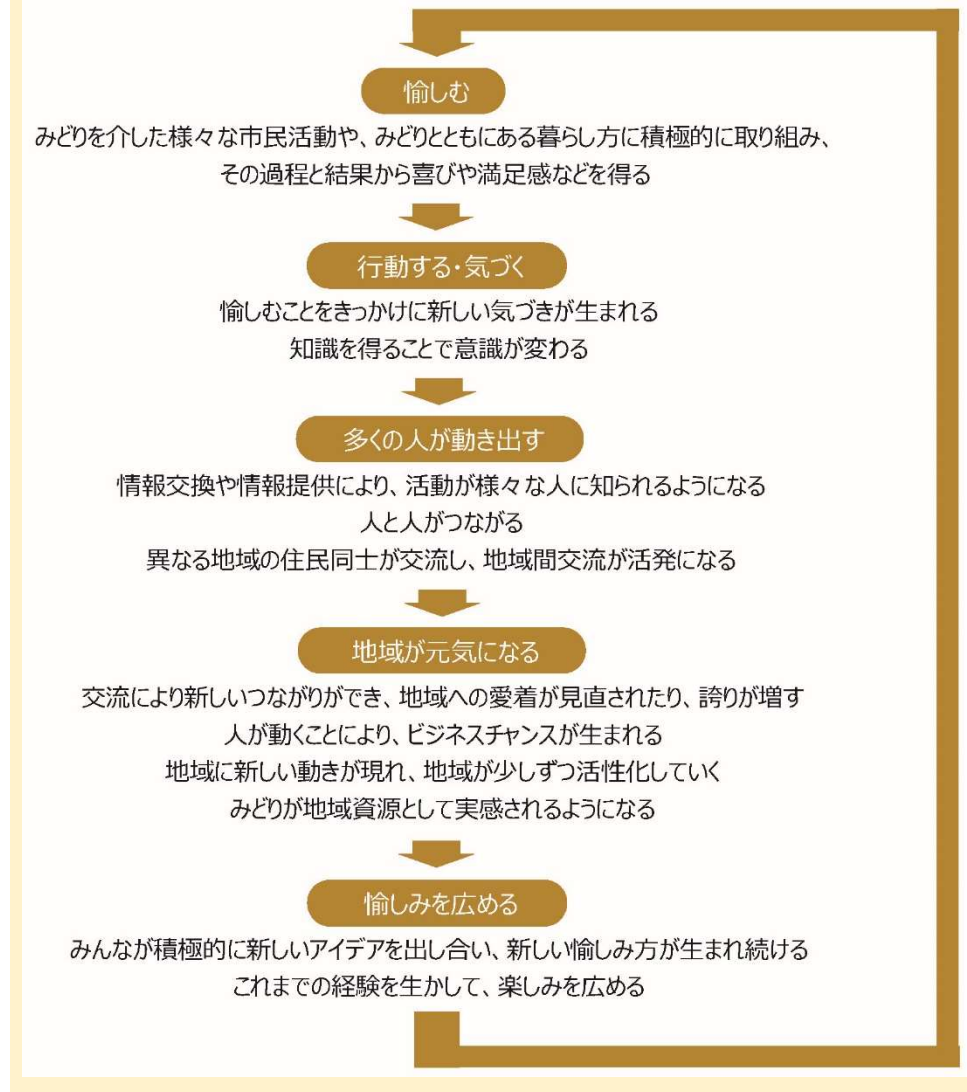 愉しむ
みどりを介した様々な市民活動や、みどりとともにある暮らし方に積極的に取り組み、
その過程と結果から喜びや満足感などを得る
行動する・気づく
愉しむことをきっかけに新しい気づきが生まれる
知識を得ることで意識が変わる
多くの人が動き出す
情報交換や情報提供により、活動が様々な人に知られるようになる
人と人がつながる
異なる地域の住民同士が交流し、地域間交流が活発になる
地域が元気になる
交流により新しいつながりができ、地域への愛着が見直されたり、誇りが増す
人が動くことにより、ビジネスチャンスが生まれる
地域に新しい動きが現れ、地域が少しずつ活性化していく
みどりが地域資源として実感されるようになる
愉しみを広める
みんなが積極的に新しいアイデアを出し合い、新しい愉しみ方が生まれ続ける
これまでの経験を生かして、楽しみを広める